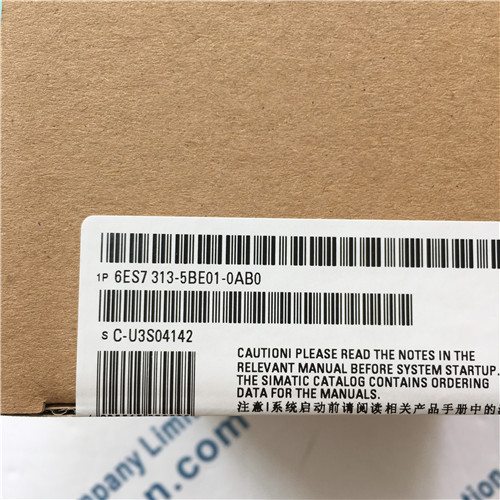 1P 6ES7 313-5BE01-0AB0
S C-U3S04142
CAUTION! PLEASE READ THE NOTES IN THE
RELEVANT MANUAL BEFORE SYSTEM STARTUP.
THE SIMATIC CATALOG CONTAINS ORDERING
DATA FOR THE MANUALS.
注意!系统启动前请阅读相关产品手册中的
mpany Limi